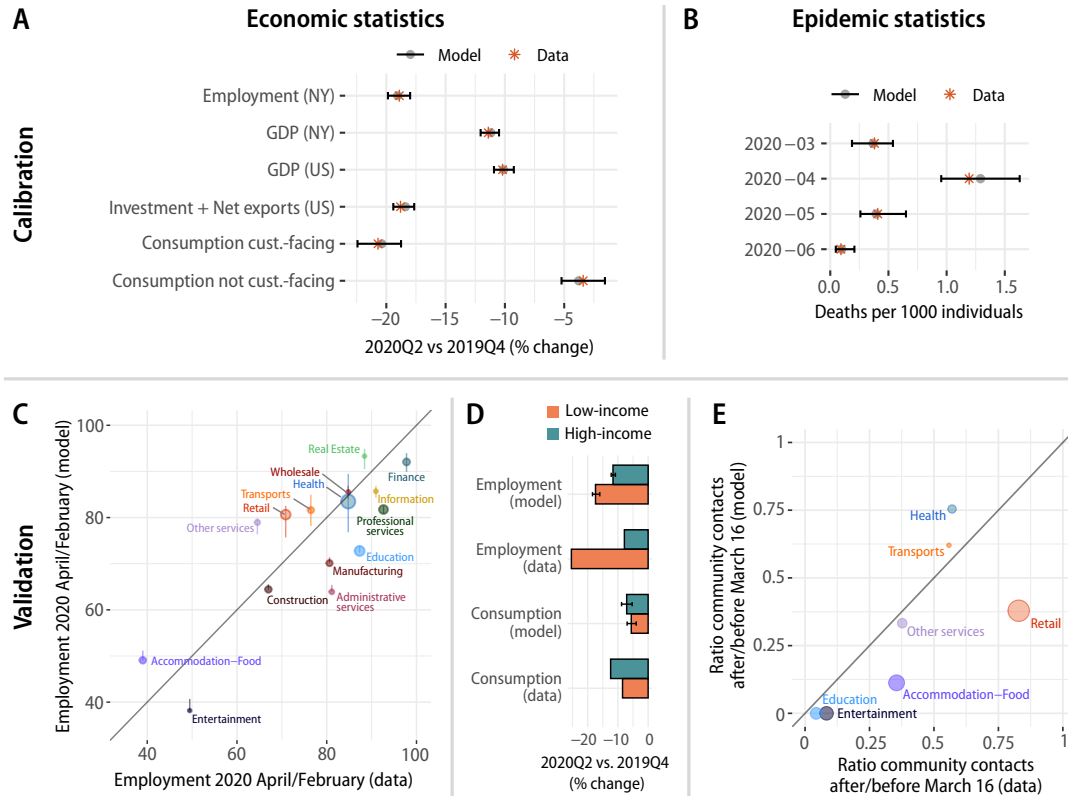 A
Economic statistics
Model
Data
Employment (NY)
GDP (NY)
GDP (US)
Investment + Net exports (US)
Consumption cust.-facing
Consumption not cust.-facing
−20
−15
−10
−5
2020Q2 vs 2019Q4 (% change)
Calibration
B
Epidemic statistics
Model
Data
2020−03
2020−04
2020−05
2020−06
0.0
0.5
1.0
1.5
Deaths per 1000 individuals
Validation
C
Employment 2020 April/February (model)
100
80
60
40
Real Estate
Wholesale
Health
Finance
Transports
Retail
Information
Other services
Professional
services
Education
Manufacturing
Construction
Administrative
services
Accommodation−Food
Entertainment
40
60
80
100
Employment 2020 April/February (data)
D
Low-income
High-income
Employment
(model)
Employment
(data)
Consumption
(model)
Consumption
(data)
−20
−10
0
2020Q2 vs. 2019Q4
(% change)
E
Ratio community contacts
after/before March 16 (model)
1
0.75
0.5
0.25
0
Health
Transports
Other services
Retail
Accommodation−Food
Education
Entertainment
0
0.25
0.5
0.75
1
Ratio community contacts
after/before March 16 (data)